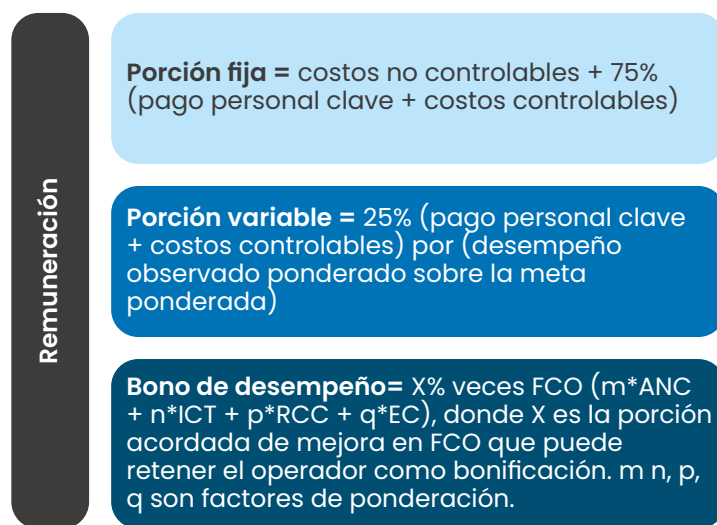 Remuneración
Porción fija = costos no controlables + 75%
(pago personal clave + costos controlables)
Porción variable = 25% (pago personal clave
+ costos controlables) por (desempeño
observado ponderado sobre la meta
ponderada)
Bono de desempeño= X% veces FCO (m*ANC
+ n*ICT + p*RCC + q*EC), donde X es la porción
acordada de mejora en FCO que puede
retener el operador como bonificación. m n, p,
q son factores de ponderación.